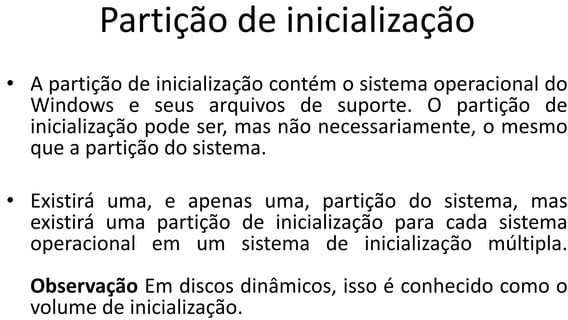 Partição de inicialização
• A partição de inicialização contém o sistema operacional do
Windows e seus arquivos de suporte. O partição de
inicialização pode ser, mas não necessariamente, o mesmo
que a partição do sistema.
• Existirá uma, e apenas uma, partição do sistema, mas
existirá uma partição de inicialização para cada sistema
operacional em um sistema de inicialização múltipla.
Observação Em discos dinâmicos, isso é conhecido como o
volume de inicialização.